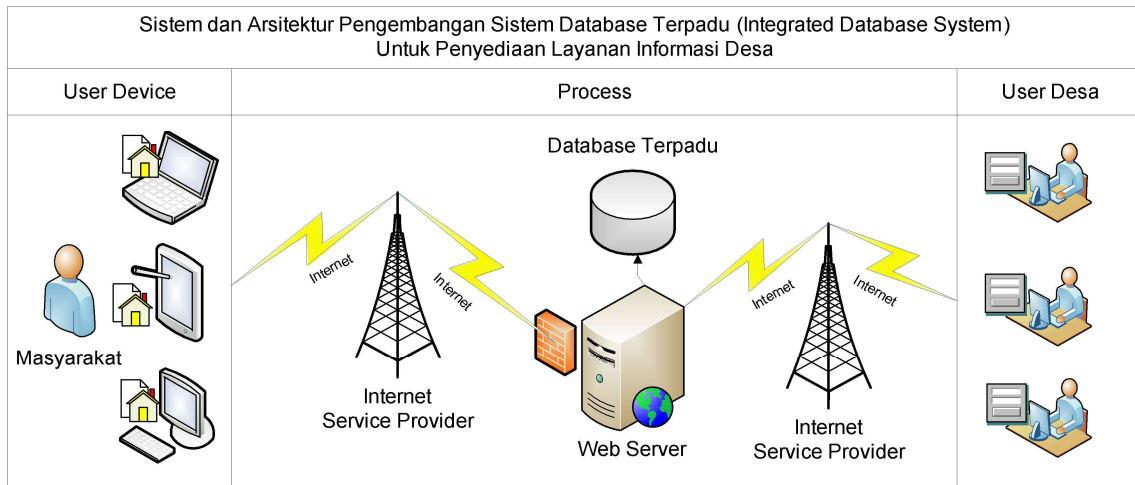 Sistem dan Arsitektur Pengembangan Sistem Database Terpadu (Integrated Database System)
Untuk Penyediaan Layanan Informasi Desa
User Device
Process
User Desa
Database Terpadu
Internet
Internet
Internet
Internet
Masyarakat
Internet
Service Provider
Web Server
Internet
Service Provider